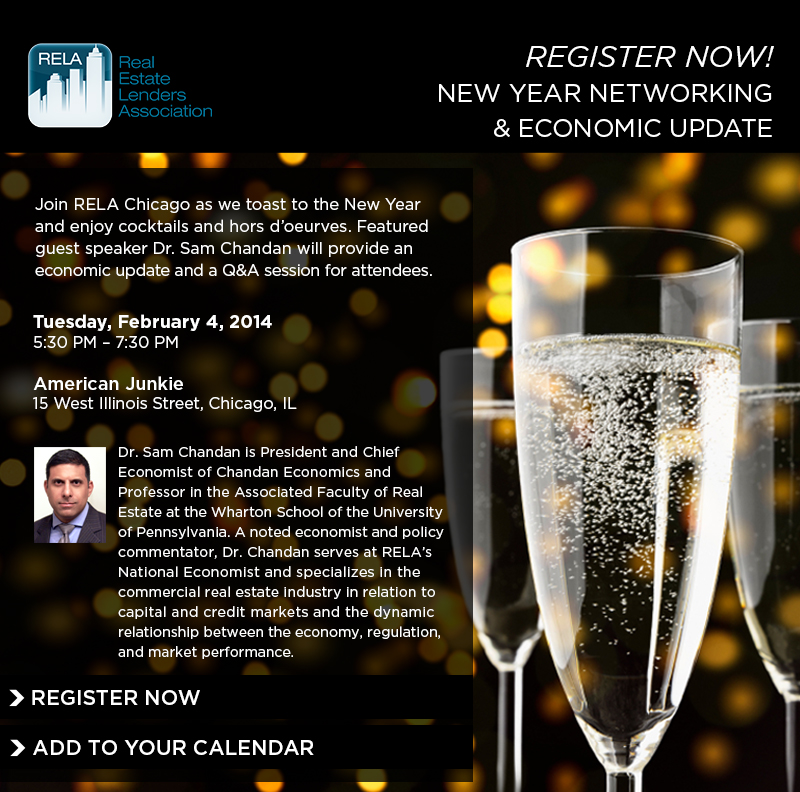 RELA
Real
Estate
Lenders
Association
REGISTER NOW!
NEW YEAR NETWORKING
& ECONOMIC UPDATE
Join RELA Chicago as we toast to the New Year
and enjoy cocktails and hors d’oeurves. Featured
guest speaker Dr. Sam Chandan will provide an
economic update and a Q&A session for attendees.
Tuesday, February 4, 2014
5:30 PM – 7:30 PM
American Junkie
15 West Illinois Street, Chicago, IL
Dr. Sam Chandan is President and Chief
Economist of Chandan Economics and
Professor in the Associated Faculty of Real
Estate at the Wharton School of the University
of Pennsylvania. A noted economist and policy
commentator, Dr. Chandan serves at RELA’s
National Economist and specializes in the
commercial real estate industry in relation to
capital and credit markets and the dynamic
relationship between the economy, regulation,
and market performance.
REGISTER NOW
ADD TO YOUR CALENDAR